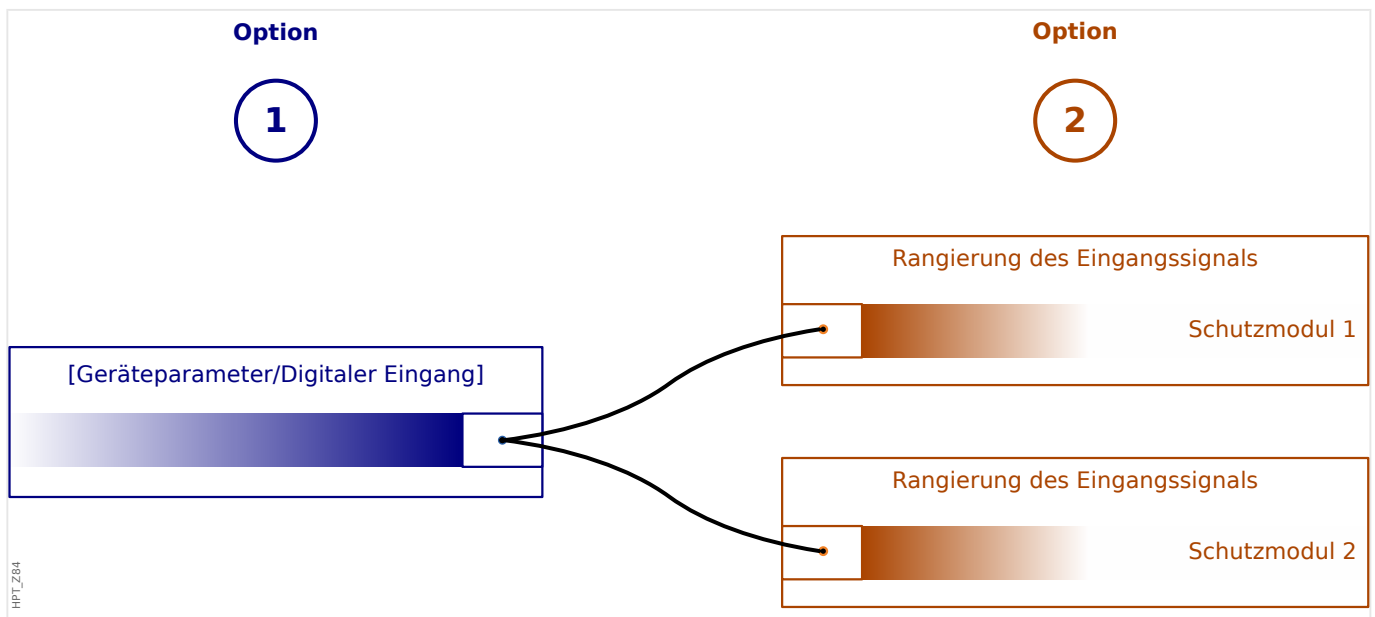 Option
1
Option
2
[Geräteparameter/Digitaler Eingang]
Rangierung des Eingangssignals
Schutzmodul 1
Rangierung des Eingangssignals
Schutzmodul 2
HPT_Z84